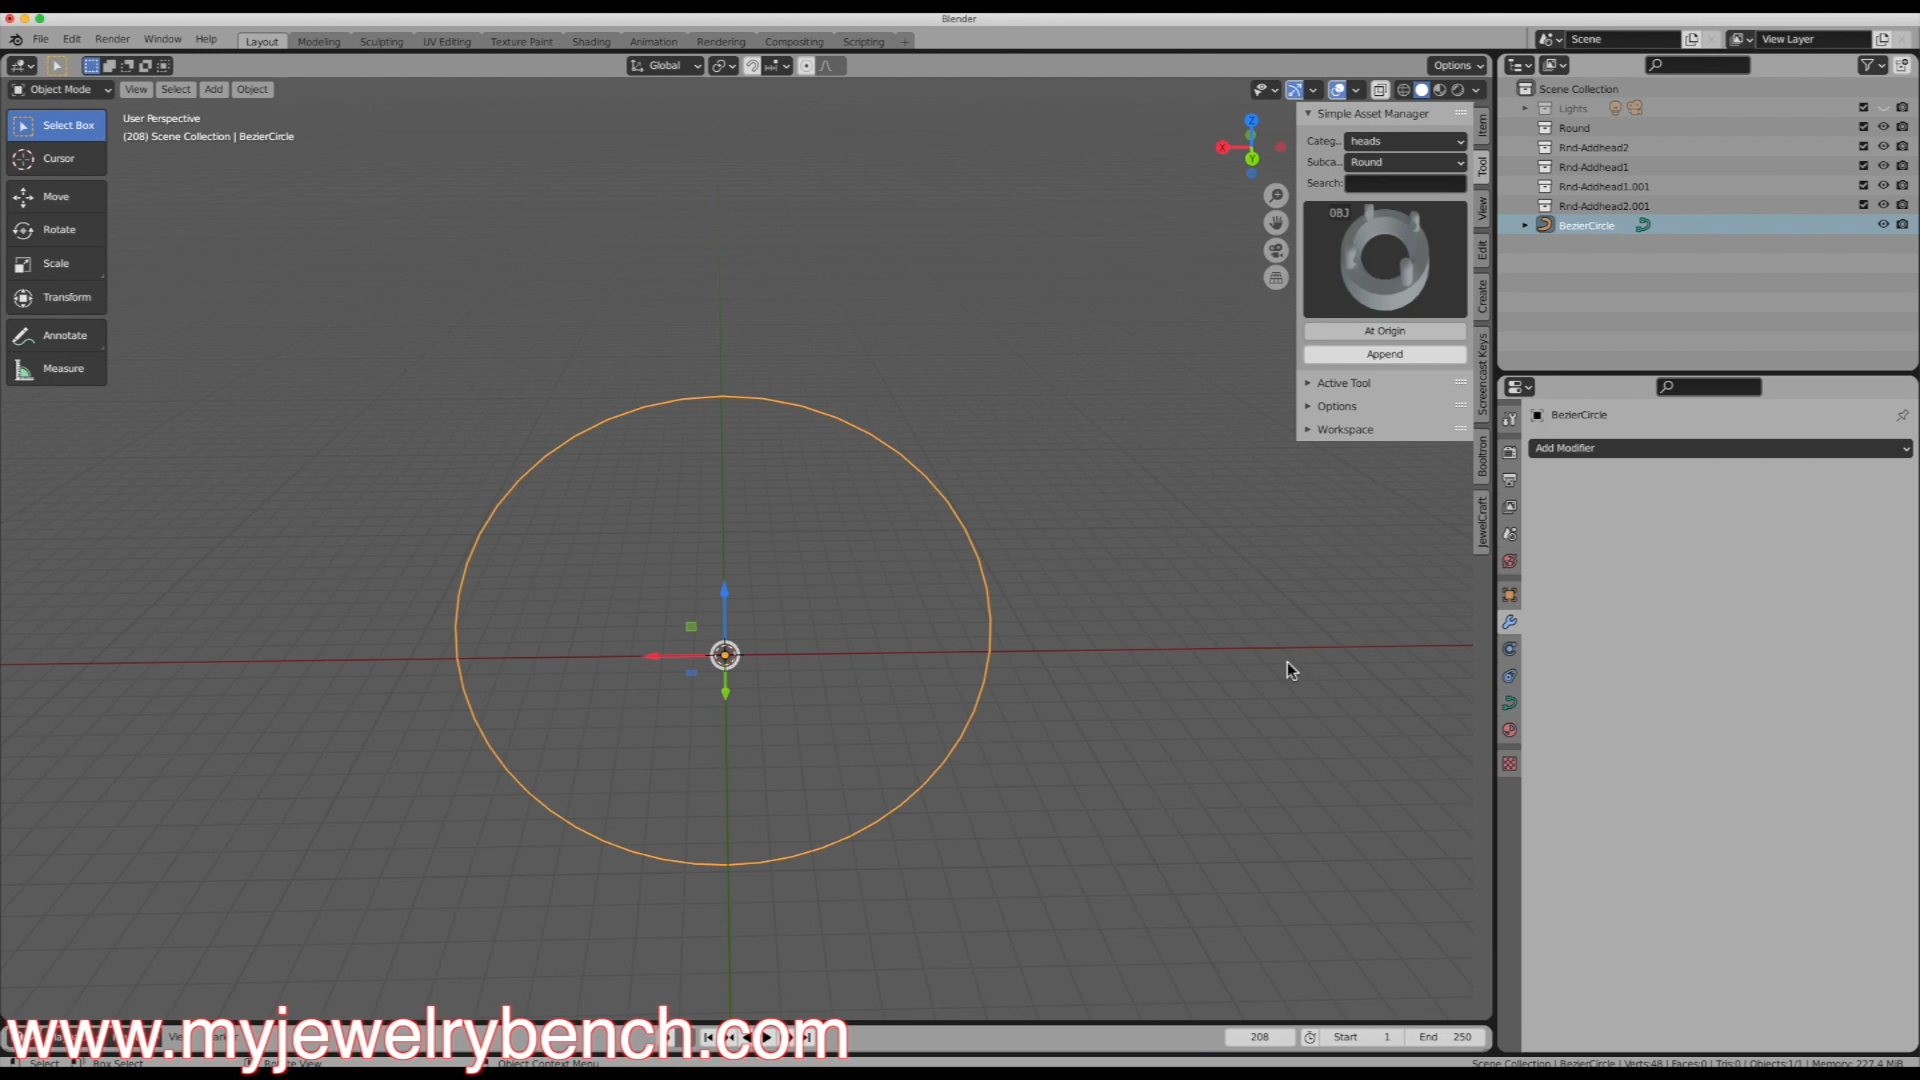 Blender
File Edit Render Window Help Layout Modeling Sculpting UV Editing Texture Paint Shading Animation Rendering Compositing Scripting + Scene View Layer
Global Options
Object Mode View Select Add Object
Select Box
Cursor
Move
Rotate
Scale
Transform
Annotate
Measure
User Perspective
(208) Scene Collection | BezierCircle
Z
X
Y
Simple Asset Manager
Categ... heads
Subca... Round
Search:
OBJ
At Origin
Append
Active Tool
Options
Workspace
Item
Tool
View
Edit
Create
Screencast Keys
Booltron
JewelCraft
Scene Collection
Lights
Round
Rnd-Addhead2
Rnd-Addhead1
Rnd-Addhead1.001
Rnd-Addhead2.001
BezierCircle
BezierCircle
Add Modifier
www.myjewelrybench.com
208 Start 1 End 250
Select Box Select Rotate View Object Context Menu Scene Collection | BezierCircle | Verts:48 | Faces:0 | Tris:0 | Objects:1/1 | Memory: 227.4 MiB